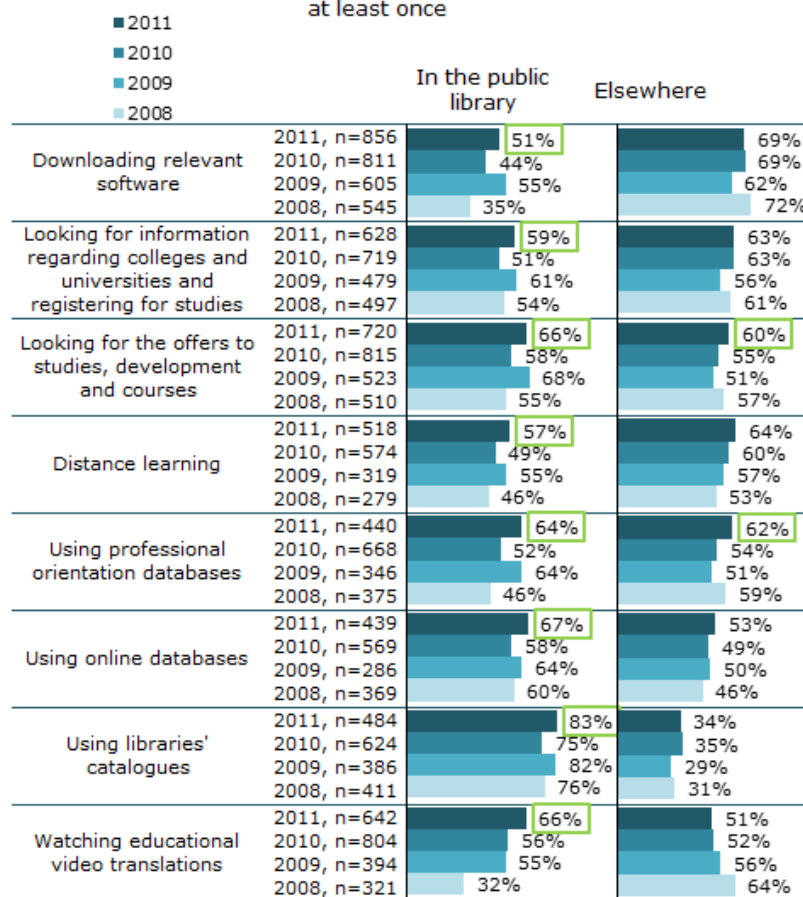 at least once
2011
2010
2009
2008
In the public
library
Elsewhere
Downloading relevant
software
2011, n=856 51% 69%
2010, n=811 44% 69%
2009, n=605 55% 62%
2008, n=545 35% 72%
Looking for information
regarding colleges and
universities and
registering for studies
2011, n=628 59% 63%
2010, n=719 51% 63%
2009, n=479 61% 56%
2008, n=497 54% 61%
Looking for the offers to
studies, development
and courses
2011, n=720 66% 60%
2010, n=815 58% 55%
2009, n=523 68% 51%
2008, n=510 55% 57%
Distance learning
2011, n=518 57% 64%
2010, n=574 49% 60%
2009, n=319 55% 57%
2008, n=279 46% 53%
Using professional
orientation databases
2011, n=440 64% 62%
2010, n=668 52% 54%
2009, n=346 64% 51%
2008, n=375 46% 59%
Using online databases
2011, n=439 67% 53%
2010, n=569 58% 49%
2009, n=286 64% 50%
2008, n=369 60% 46%
Using libraries'
catalogues
2011, n=484 83% 34%
2010, n=624 75% 35%
2009, n=386 82% 29%
2008, n=411 76% 31%
Watching educational
video translations
2011, n=642 66% 51%
2010, n=804 56% 52%
2009, n=394 55% 56%
2008, n=321 32% 64%